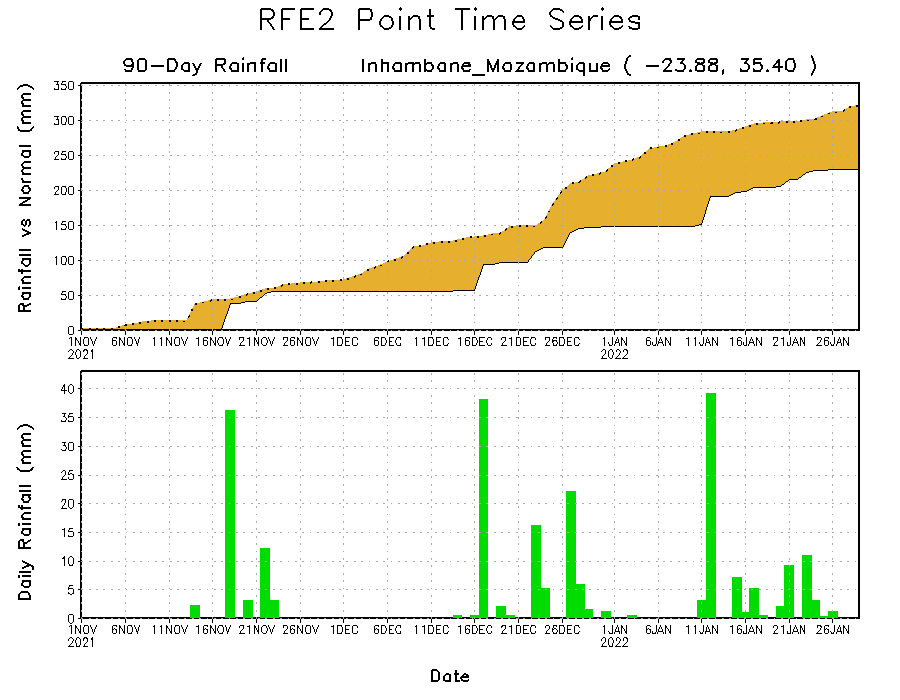 RFE2 Point Time Series
90-Day Rainfall Inhambane_Mazambique ( -23.88, 35.40 )
Rainfall vs Normal (mm)
350
300
250
200
150
100
50
0
1NOV 6NOV 11NOV 16NOV 21NOV 26NOV 1DEC 6DEC 11DEC 16DEC 21DEC 26DEC 1JAN 6JAN 11JAN 16JAN 21JAN 26JAN
2021 2022
Daily Rainfall (mm)
40
35
30
25
20
15
10
5
0
1NOV 6NOV 11NOV 16NOV 21NOV 26NOV 1DEC 6DEC 11DEC 16DEC 21DEC 26DEC 1JAN 6JAN 11JAN 16JAN 21JAN 26JAN
2021 2022
Date